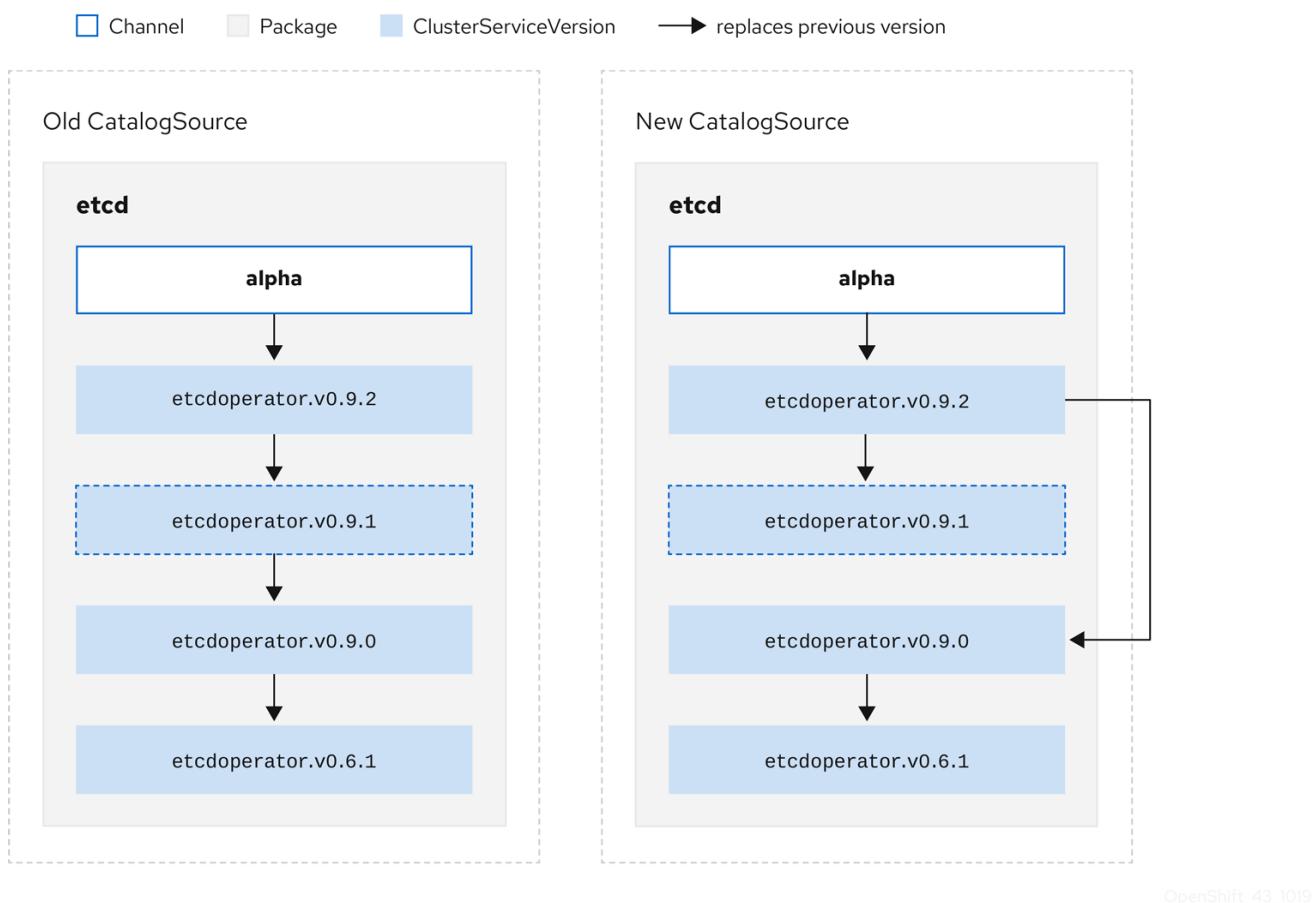 Channel
Package
ClusterServiceVersion
replaces previous version
Old CatalogSource
etcd
alpha
etcdoperator.v0.9.2
etcdoperator.v0.9.1
etcdoperator.v0.9.0
etcdoperator.v0.6.1
New CatalogSource
etcd
alpha
etcdoperator.v0.9.2
etcdoperator.v0.9.1
etcdoperator.v0.9.0
etcdoperator.v0.6.1
OpenShift_43_1019